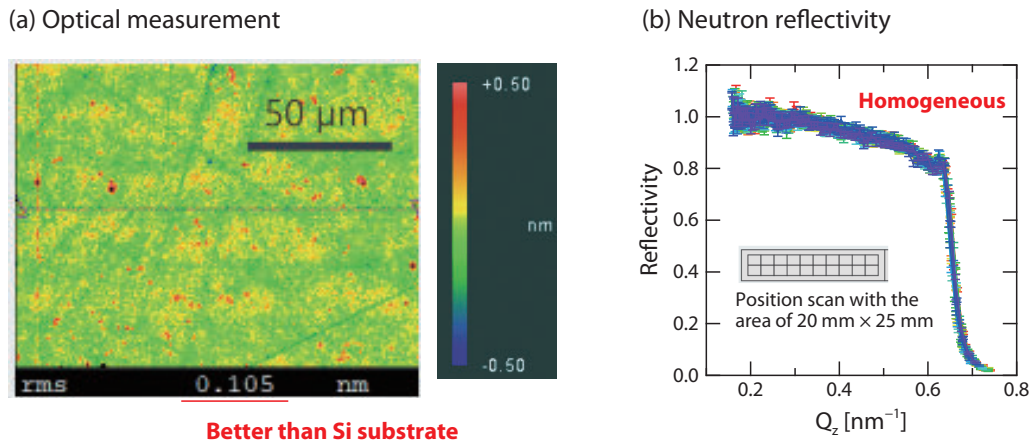 (a) Optical measurement
50 µm
+0.50
nm
-0.50
rms 0.105 nm
Better than Si substrate
(b) Neutron reflectivity
1.2
1.0
0.8
0.6
0.4
0.2
0.0
Reflectivity
Homogeneous
Position scan with the
area of 20 mm × 25 mm
0.2 0.4 0.6 0.8
Q_z [nm⁻¹]